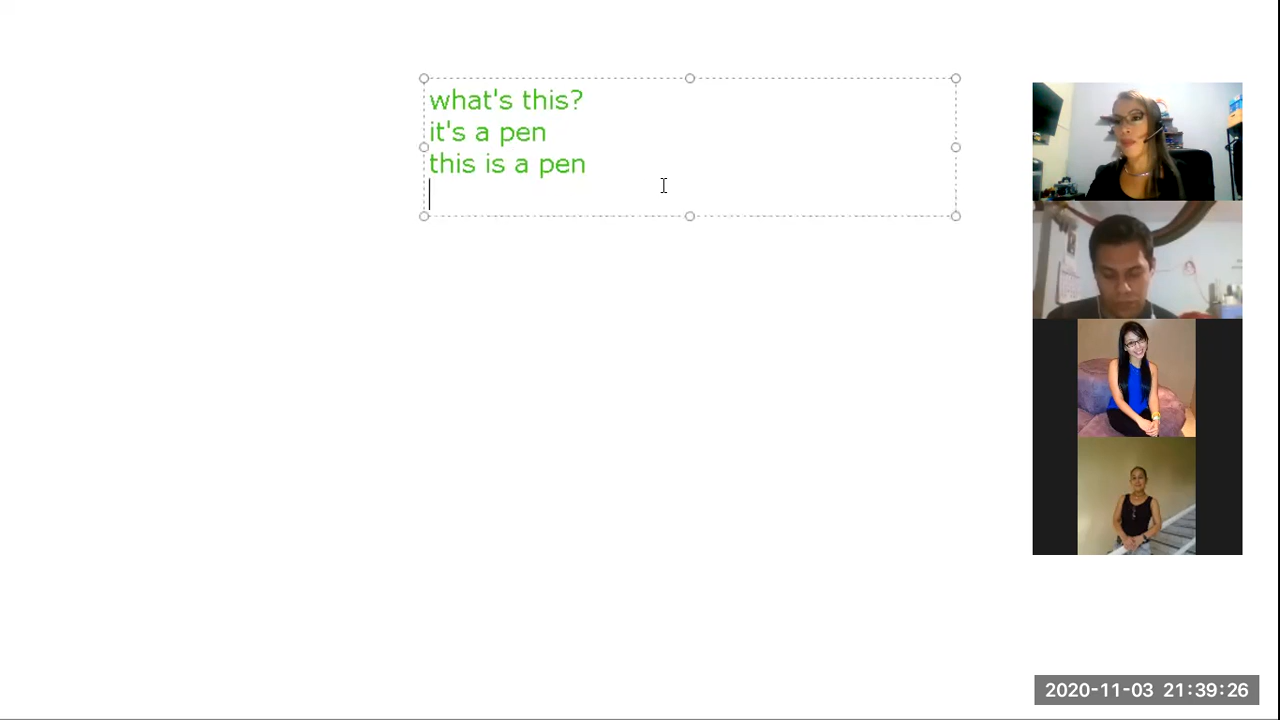 what's this?
it's a pen
this is a pen
2020-11-03 21:39:26